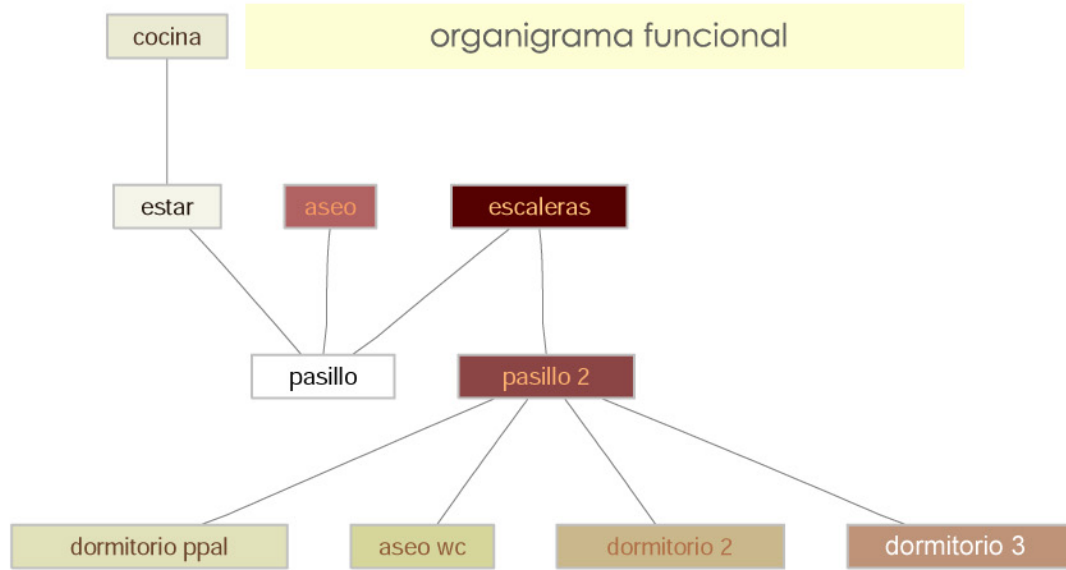 cocina
organigrama funcional
estar
aseo
escaleras
pasillo
pasillo 2
dormitorio ppal
aseo wc
dormitorio 2
dormitorio 3